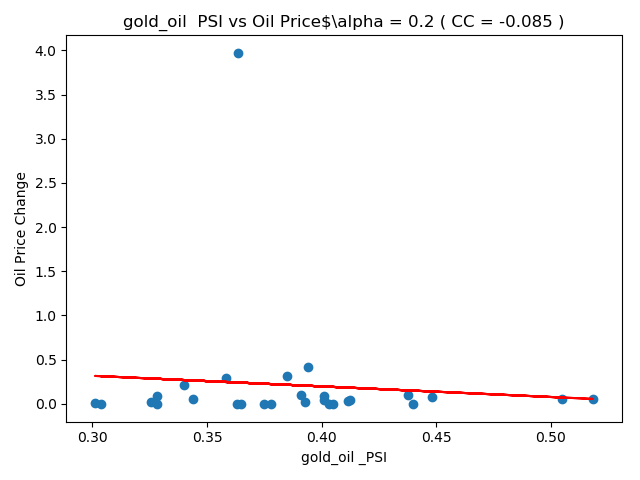 gold_oil  PSI vs Oil Price$\alpha = 0.2 ( CC = -0.085 )
4.0
3.5
3.0
2.5
2.0
1.5
1.0
0.5
0.0
Oil Price Change
0.30 0.35 0.40 0.45 0.50
gold_oil _PSI